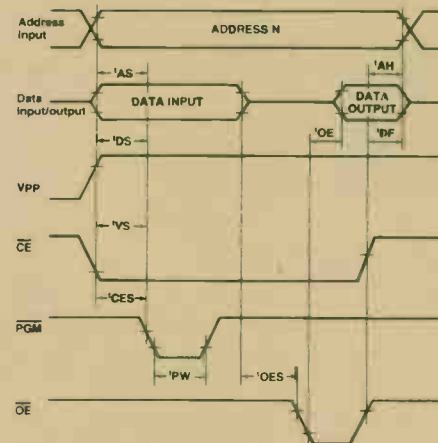 Address
input
ADDRESS N
tAS
tAH
Data
input/output
DATA INPUT
DATA
OUTPUT
tDS
tOE
tDF
VPP
tVS
CE
tCES
PGM
tPW
tOES
OE